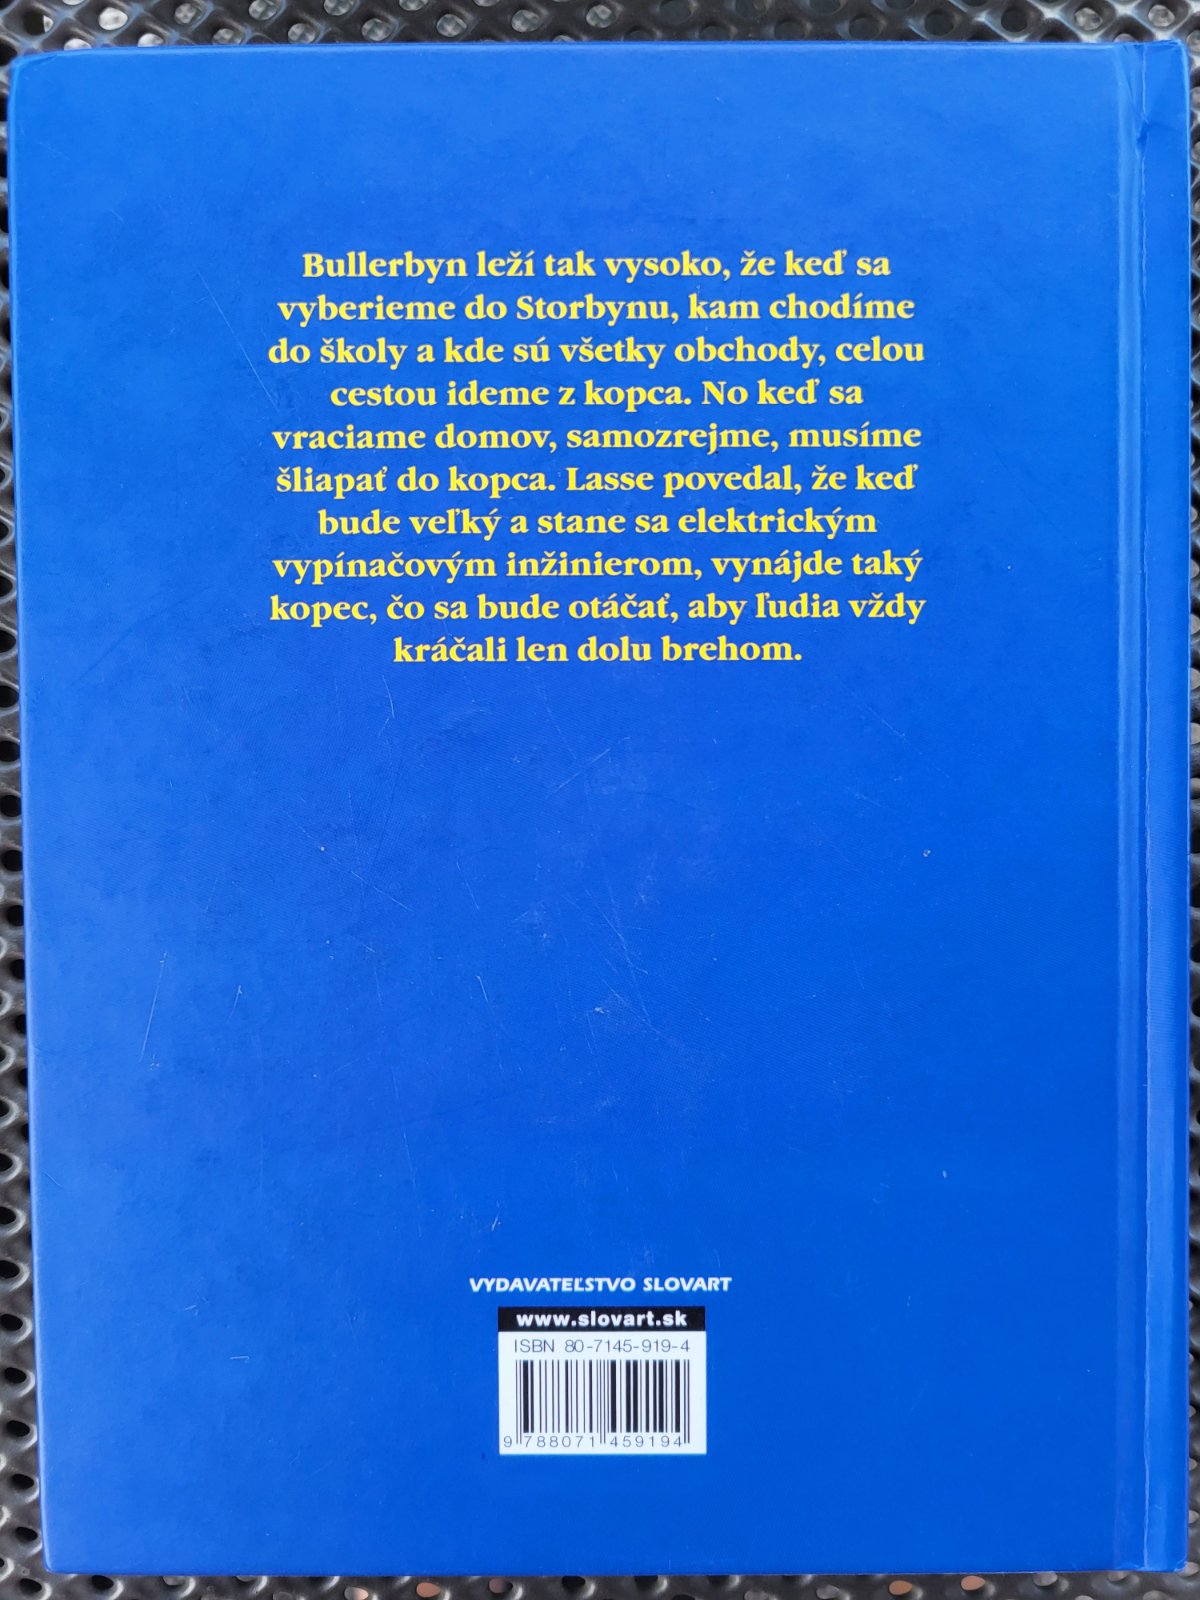 Bullerbyn leží tak vysoko, že keď sa
vyberieme do Storbynu, kam chodíme
do školy a kde sú všetky obchody, celou
cestou ideme z kopca. No keď sa
vraciame domov, samozrejme, musíme
šliapať do kopca. Lasse povedal, že keď
bude veľký a stane sa elektrickým
vypínačovým inžinierom, vynájde taký
kopec, čo sa bude otáčať, aby ľudia vždy
kráčali len dolu brehom.
VYDAVATEĽSTVO SLOVART
www.slovart.sk
ISBN 80-7145-919-4
9 788071 459194